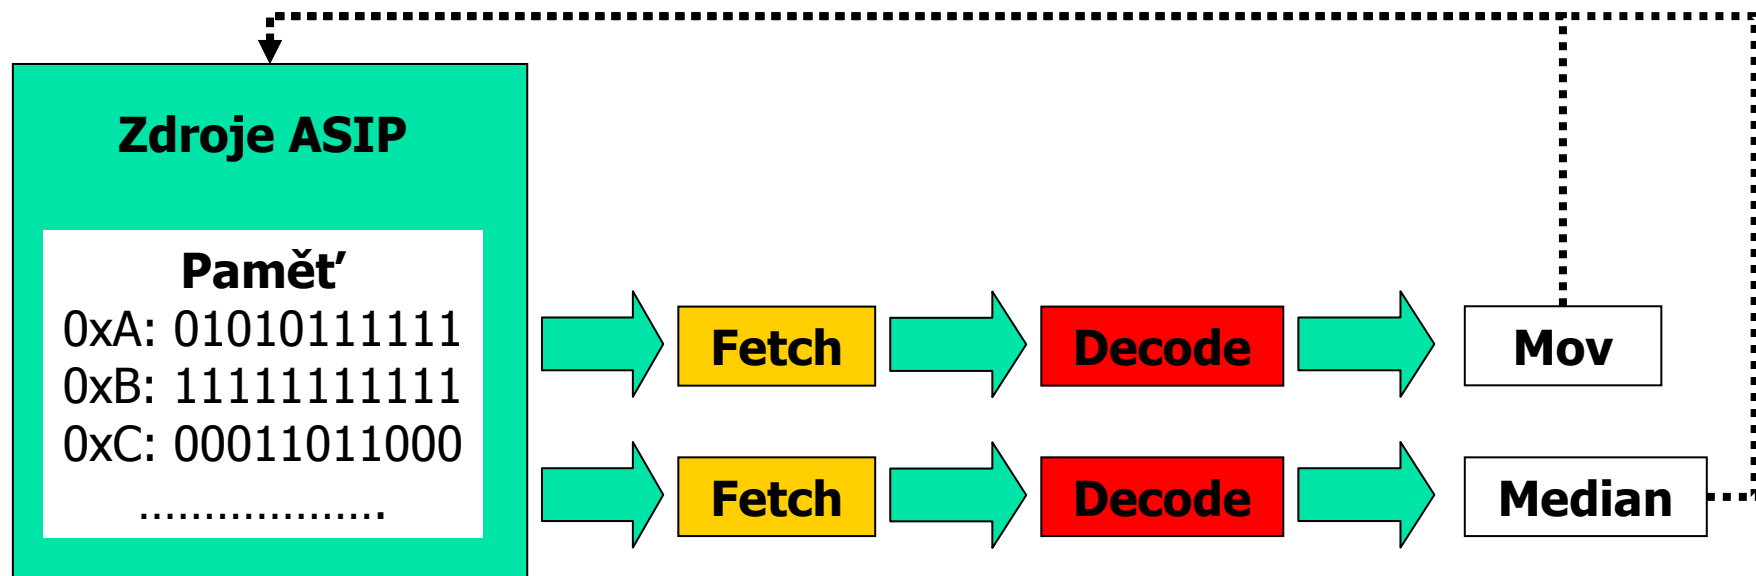 Zdroje ASIP
Paměť
0xA: 01010111111
0xB: 11111111111
0xC: 00011011000
...................
Fetch
Decode
Mov
Fetch
Decode
Median